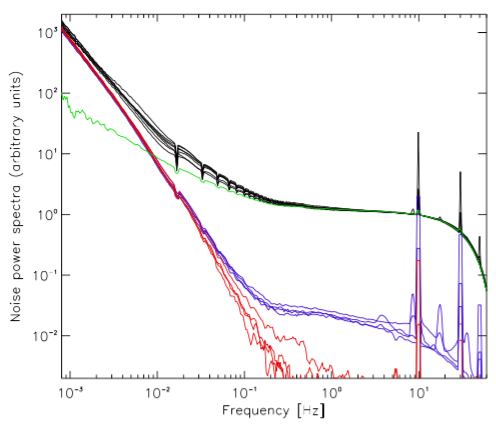 Noise power spectra (arbitrary units)
10³
10²
10¹
10⁰
10⁻¹
10⁻²
10⁻³ 10⁻² 10⁻¹ 10⁰ 10¹
Frequency [Hz]